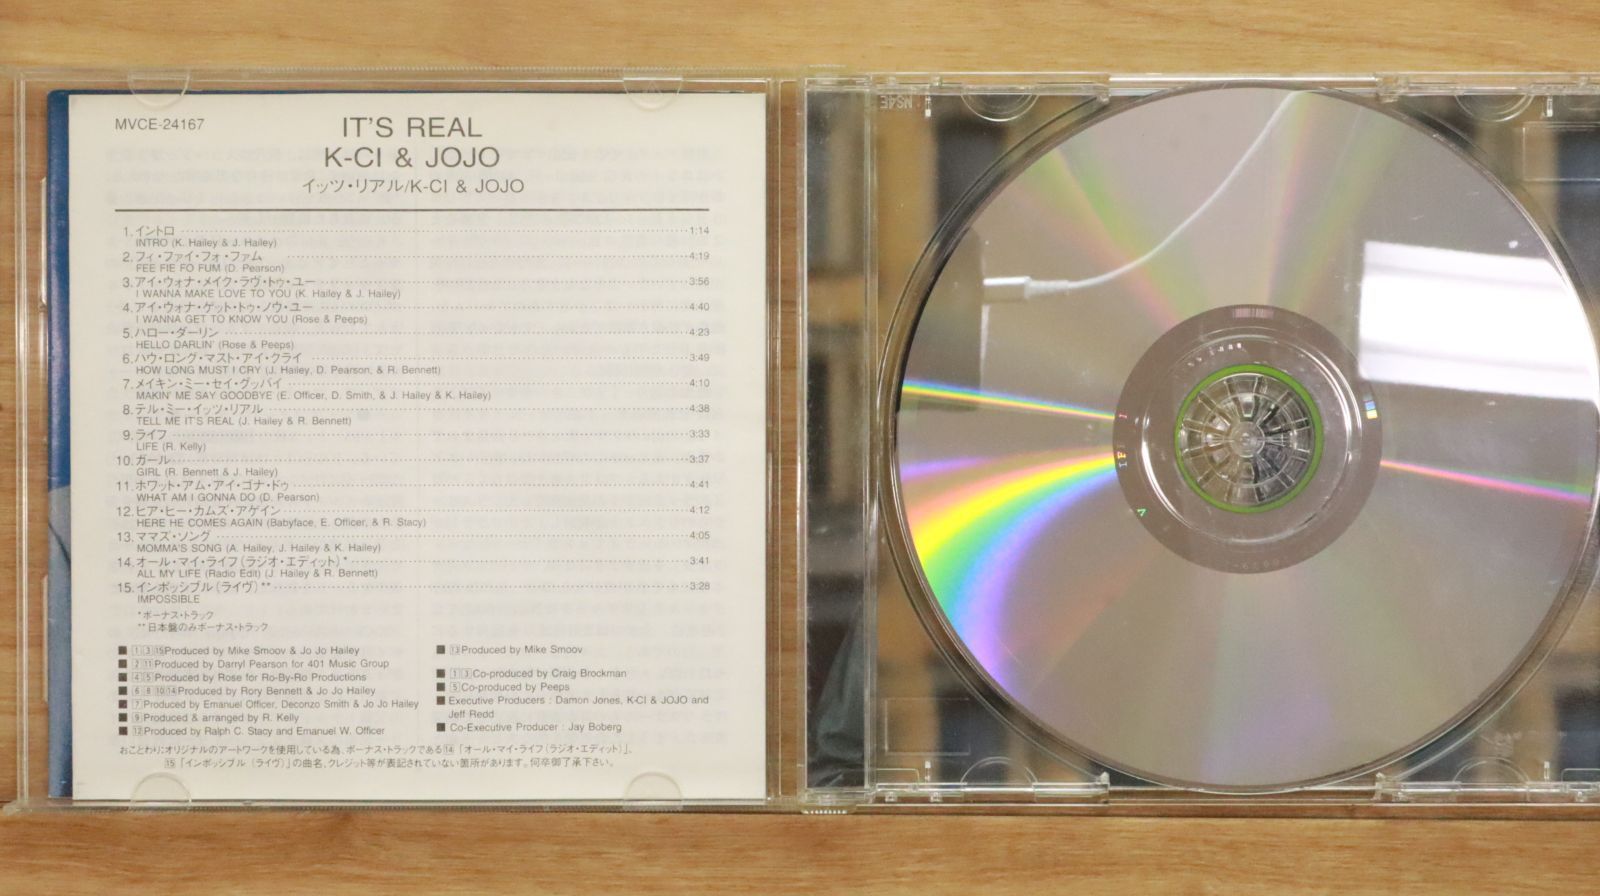 MVCE-24167
IT'S REAL
K-CI & JOJO
イッツ・リアル/K-CI & JOJO
1. イントロ 1:14
INTRO (K. Hailey & J. Hailey)
2. フィ・ファイ・フォ・ファム 4:19
FEE FIE FO FUM (D. Pearson)
3. アイ・ウォナ・メイク・ラヴ・トゥ・ユー 3:56
I WANNA MAKE LOVE TO YOU (K. Hailey & J. Hailey)
4. アイ・ウォナ・ゲット・トゥ・ノウ・ユー 4:40
I WANNA GET TO KNOW YOU (Rose & Peeps)
5. ハロー・ダーリン 4:23
HELLO DARLIN' (Rose & Peeps)
6. ハウ・ロング・マスト・アイ・クライ 3:49
HOW LONG MUST I CRY (J. Hailey, D. Pearson, & R. Bennett)
7. メイキン・ミー・セイ・グッバイ 4:10
MAKIN' ME SAY GOODBYE (E. Officer, D. Smith, & J. Hailey & K. Hailey)
8. テル・ミー・イッツ・リアル 4:38
TELL ME IT'S REAL (J. Hailey & R. Bennett)
9. ライフ 3:33
LIFE (R. Kelly)
10. ガール 3:37
GIRL (R. Bennett & J. Hailey)
11. ホワット・アム・アイ・ゴナ・ドゥ 4:41
WHAT AM I GONNA DO (D. Pearson)
12. ヒア・ヒー・カムズ・アゲイン 4:12
HERE HE COMES AGAIN (Babyface, E. Officer, & R. Stacy)
13. ママズ・ソング 4:05
MOMMA'S SONG (A. Hailey, J. Hailey & K. Hailey)
14. オール・マイ・ライフ (ラジオ・エディット) * 3:41
ALL MY LIFE (Radio Edit) (J. Hailey & R. Bennett)
15. インポッシブル (ライヴ) ** 3:28
IMPOSSIBLE
*ボーナス・トラック
**日本盤のみボーナス・トラック
■ 1 3 15 Produced by Mike Smoov & Jo Jo Hailey
■ 2 11 Produced by Darryl Pearson for 401 Music Group
■ 4 5 Produced by Rose for Ro-By-Ro Productions
■ 6 8 10 14 Produced by Rory Bennett & Jo Jo Hailey
■ 7 Produced by Emanuel Officer, Deconzo Smith & Jo Jo Hailey
■ 9 Produced & arranged by R. Kelly
■ 12 Produced by Ralph C. Stacy and Emanuel W. Officer
■ 13 Produced by Mike Smoov
■ 1 3 Co-produced by Craig Brockman
■ 5 Co-produced by Peeps
■ Executive Producers : Damon Jones, K-CI & JOJO and
Jeff Redd
■ Co-Executive Producer : Jay Boberg
おことわり:オリジナルのアートワークを使用している為、ボーナス・トラックである14「オール・マイ・ライフ(ラジオ・エディット)」、
15「インポッシブル (ライヴ)」の曲名、クレジット等が表記されていない箇所があります。何卒御了承下さい。